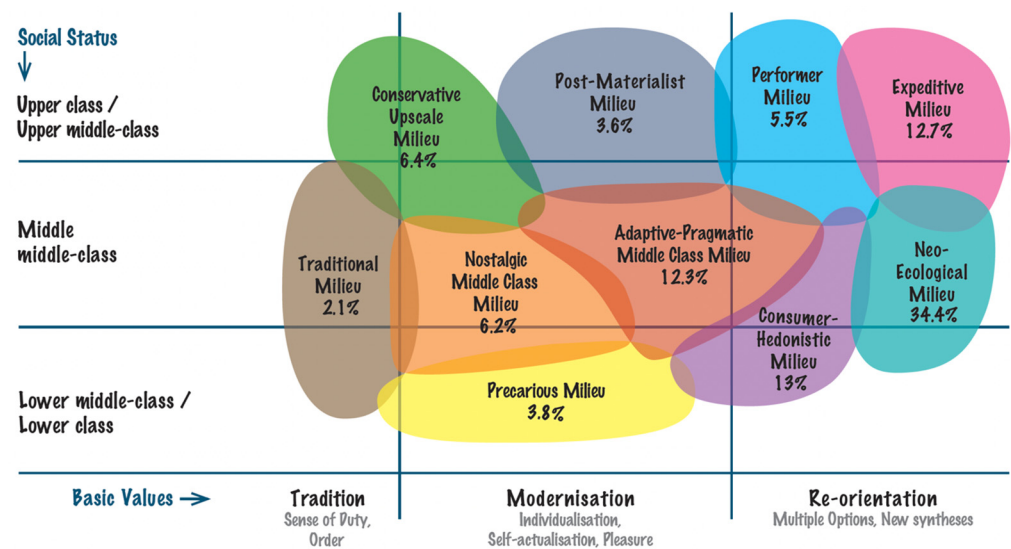 Social Status
Upper class /
Upper middle-class
Middle
middle-class
Lower middle-class /
Lower class
Conservative
Upscale
Milieu
6.4%
Post-Materialist
Milieu
3.6%
Performer
Milieu
5.5%
Expeditive
Milieu
12.7%
Traditional
Milieu
2.1%
Nostalgic
Middle Class
Milieu
6.2%
Adaptive-Pragmatic
Middle Class Milieu
12.3%
Consumer-
Hedonistic
Milieu
13%
Neo-
Ecological
Milieu
34.4%
Precarious Milieu
3.8%
Basic Values
Tradition
Sense of Duty,
Order
Modernisation
Individualisation,
Self-actualisation, Pleasure
Re-orientation
Multiple Options, New syntheses